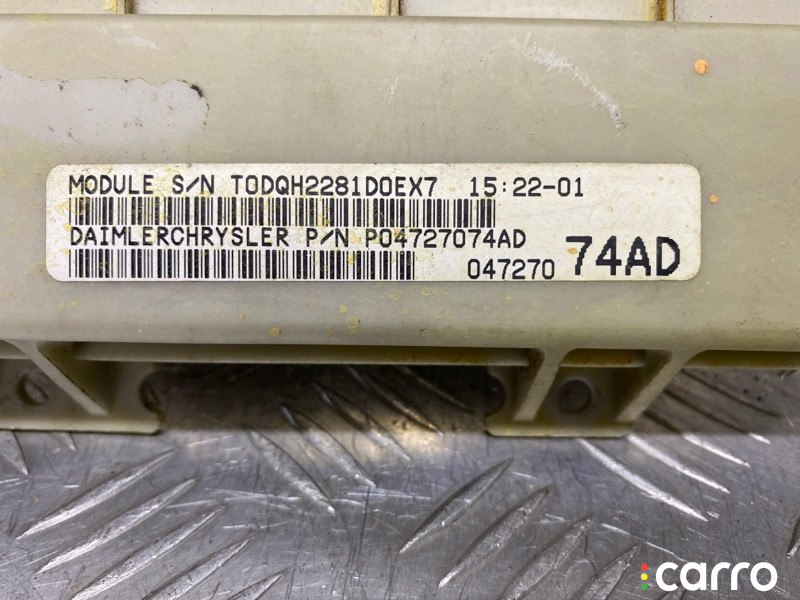 MODULE S/N T0DQH2281D0EX7 15:22-01
DAIMLERCHRYSLER P/N P04727074AD
047270 74AD
carro